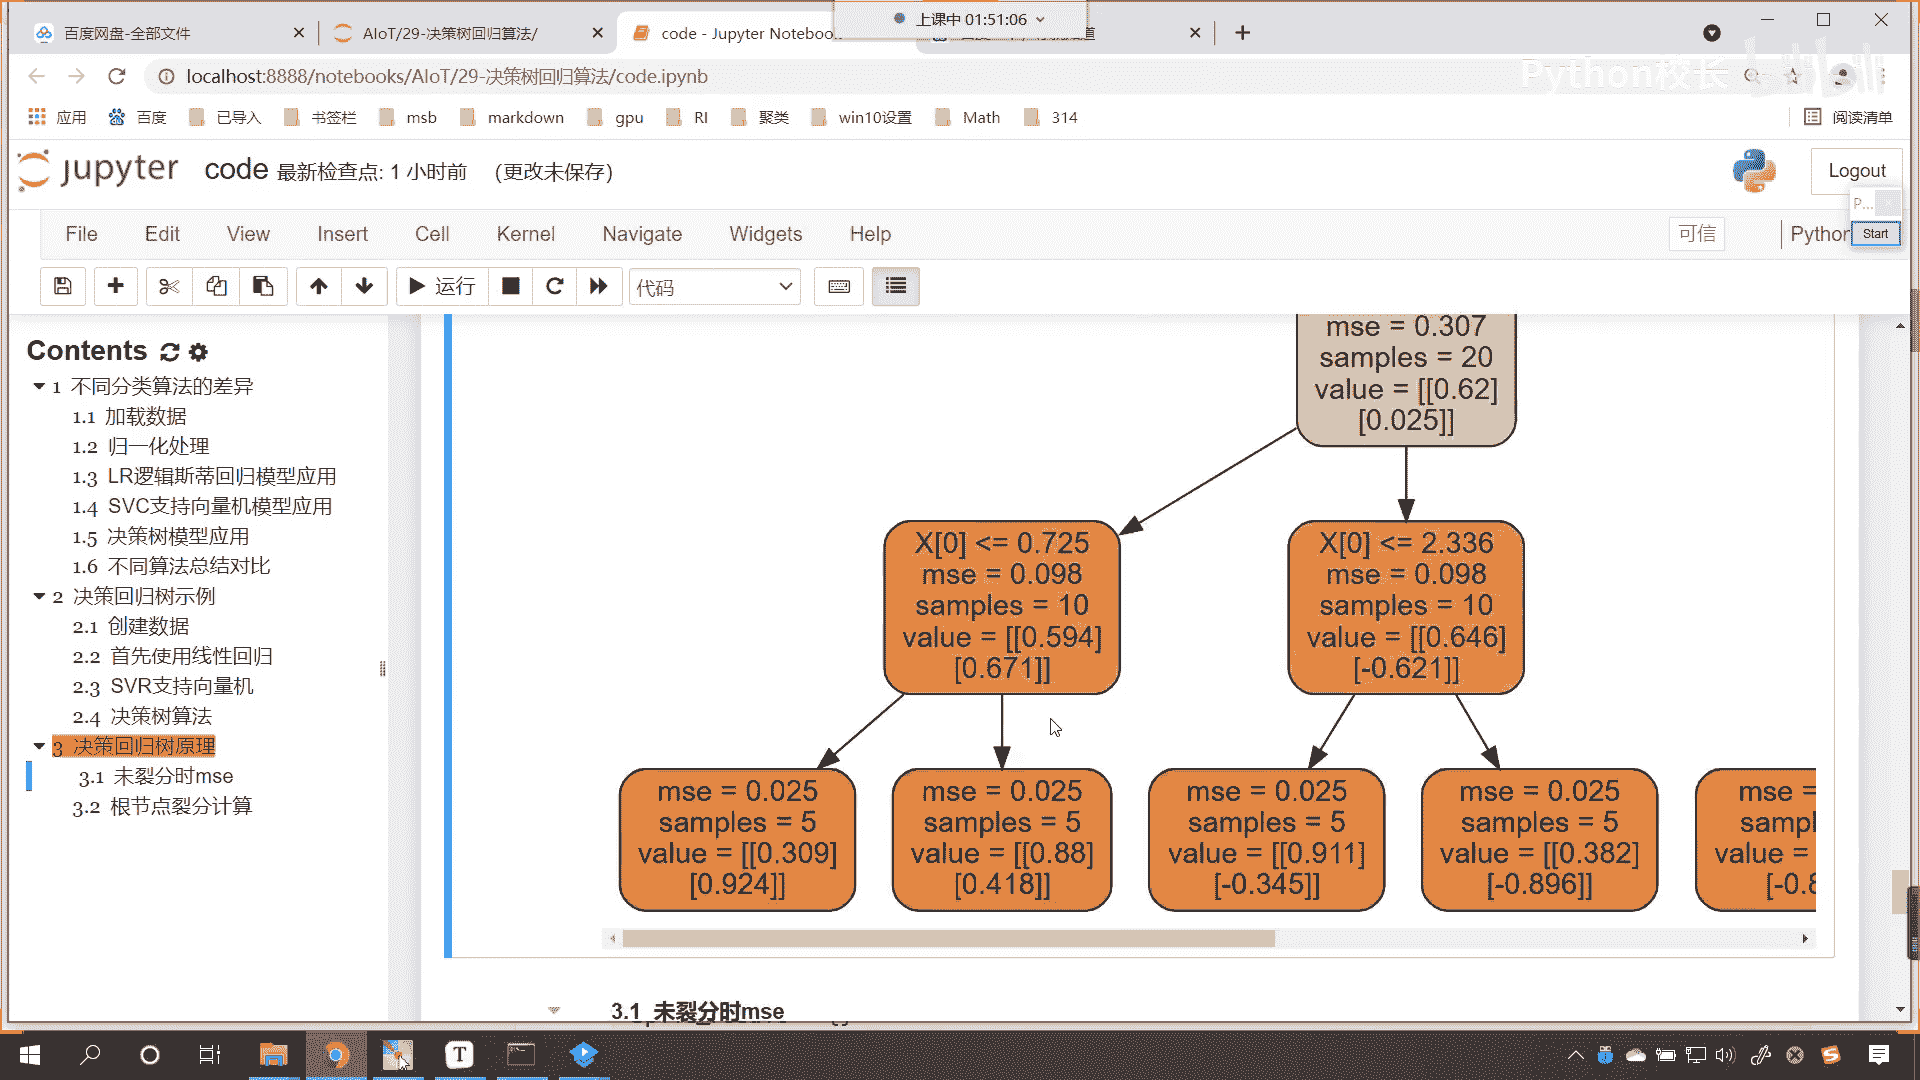 上课中 01:51:06
百度网盘-全部文件
AIoT/29-决策树回归算法/
code - Jupyter Noteboo
localhost:8888/notebooks/AIoT/29-决策树回归算法/code.ipynb
Python校长
应用
百度
已导入
书签栏
msb
markdown
gpu
RI
聚类
win10设置
Math
314
阅读清单
jupyter
code 最新检查点: 1 小时前 (更改未保存)
Logout
P...
File Edit View Insert Cell Kernel Navigate Widgets Help
可信
Python
Start
运行
代码
Contents
1 不同分类算法的差异
1.1 加载数据
1.2 归一化处理
1.3 LR逻辑斯蒂回归模型应用
1.4 SVC支持向量机模型应用
1.5 决策树模型应用
1.6 不同算法总结对比
2 决策回归树示例
2.1 创建数据
2.2 首先使用线性回归
2.3 SVR支持向量机
2.4 决策树算法
3 决策回归树原理
3.1 未裂分时mse
3.2 根节点裂分计算
mse = 0.307
samples = 20
value = [[0.62]
[0.025]]
X[0] <= 0.725
mse = 0.098
samples = 10
value = [[0.594]
[0.671]]
X[0] <= 2.336
mse = 0.098
samples = 10
value = [[0.646]
[-0.621]]
mse = 0.025
samples = 5
value = [[0.309]
[0.924]]
mse = 0.025
samples = 5
value = [[0.88]
[0.418]]
mse = 0.025
samples = 5
value = [[0.911]
[-0.345]]
mse = 0.025
samples = 5
value = [[0.382]
[-0.896]]
mse =
sampl
value =
[-0.8
3.1 未裂分时mse